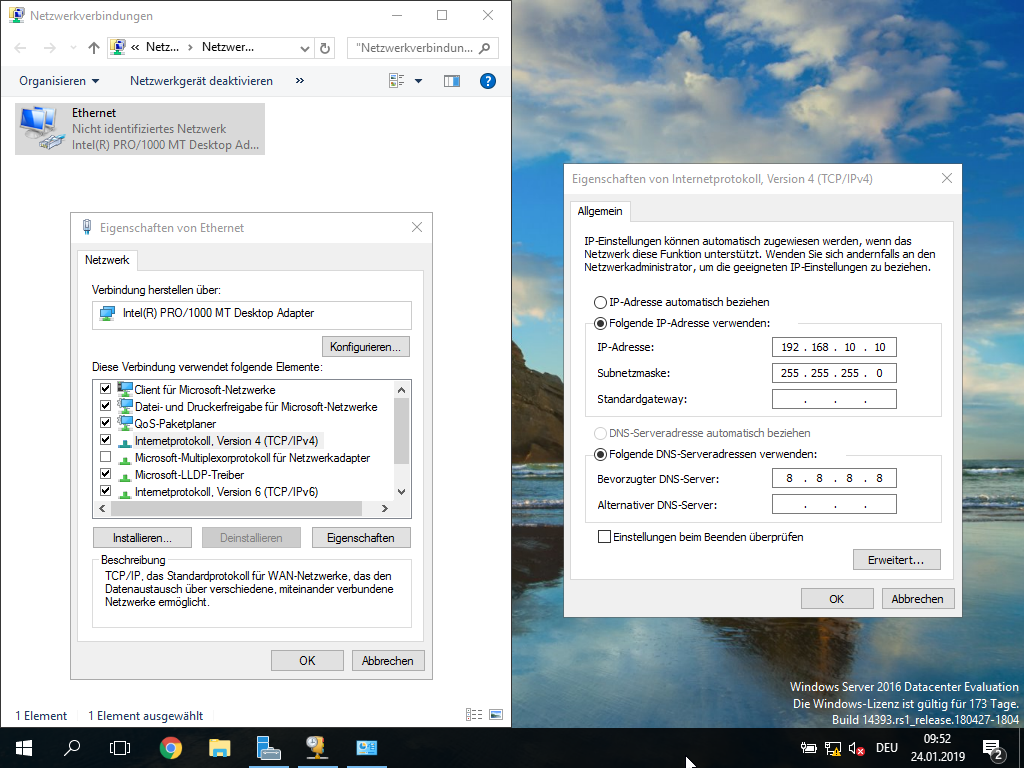 Netzwerkverbindungen
« Netz... > Netzwer...
"Netzwerkverbindun...
Organisieren
Netzwerkgerät deaktivieren
»
?
Ethernet
Nicht identifiziertes Netzwerk
Intel(R) PRO/1000 MT Desktop Ad...
Eigenschaften von Ethernet
Netzwerk
Verbindung herstellen über:
Intel(R) PRO/1000 MT Desktop Adapter
Konfigurieren...
Diese Verbindung verwendet folgende Elemente:
Client für Microsoft-Netzwerke
Datei- und Druckerfreigabe für Microsoft-Netzwerke
QoS-Paketplaner
Internetprotokoll, Version 4 (TCP/IPv4)
Microsoft-Multiplexorprotokoll für Netzwerkadapter
Microsoft-LLDP-Treiber
Internetprotokoll, Version 6 (TCP/IPv6)
Installieren...
Deinstallieren
Eigenschaften
Beschreibung
TCP/IP, das Standardprotokoll für WAN-Netzwerke, das den
Datenaustausch über verschiedene, miteinander verbundene
Netzwerke ermöglicht.
OK
Abbrechen
1 Element
1 Element ausgewählt
Eigenschaften von Internetprotokoll, Version 4 (TCP/IPv4)
Allgemein
IP-Einstellungen können automatisch zugewiesen werden, wenn das
Netzwerk diese Funktion unterstützt. Wenden Sie sich andernfalls an den
Netzwerkadministrator, um die geeigneten IP-Einstellungen zu beziehen.
IP-Adresse automatisch beziehen
Folgende IP-Adresse verwenden:
IP-Adresse: 192 . 168 . 10 . 10
Subnetzmaske: 255 . 255 . 255 . 0
Standardgateway: . . .
DNS-Serveradresse automatisch beziehen
Folgende DNS-Serveradressen verwenden:
Bevorzugter DNS-Server: 8 . 8 . 8 . 8
Alternativer DNS-Server: . . .
Einstellungen beim Beenden überprüfen
Erweitert...
OK
Abbrechen
Windows Server 2016 Datacenter Evaluation
Die Windows-Lizenz ist gültig für 173 Tage.
Build 14393.rs1_release.180427-1804
DEU
09:52
24.01.2019
2